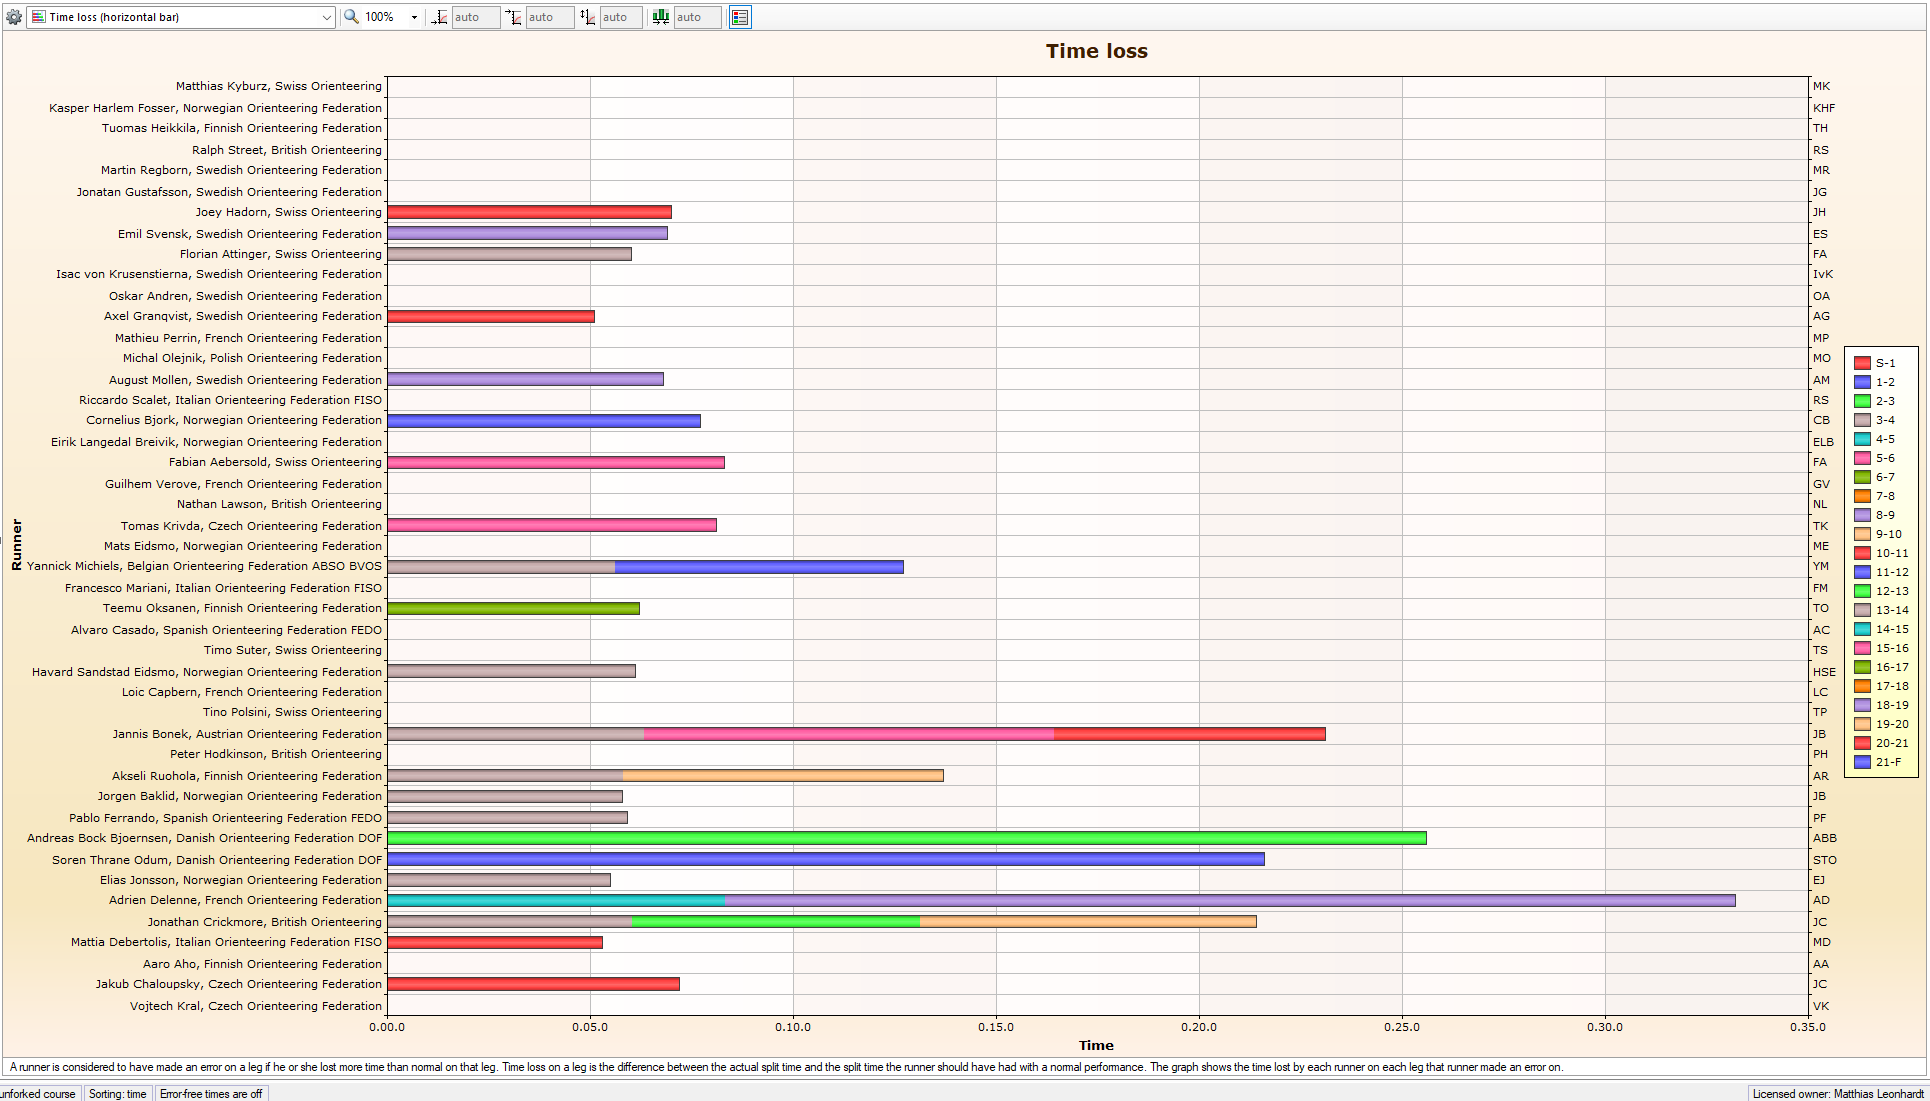 Time loss (horizontal bar)
100%
auto
auto
auto
auto
Time loss
Matthias Kyburz, Swiss Orienteering MK
Kasper Harlem Fosser, Norwegian Orienteering Federation KHF
Tuomas Heikkila, Finnish Orienteering Federation TH
Ralph Street, British Orienteering RS
Martin Regborn, Swedish Orienteering Federation MR
Jonatan Gustafsson, Swedish Orienteering Federation JG
Joey Hadorn, Swiss Orienteering JH
Emil Svensk, Swedish Orienteering Federation ES
Florian Attinger, Swiss Orienteering FA
Isac von Krusenstierna, Swedish Orienteering Federation IvK
Oskar Andren, Swedish Orienteering Federation OA
Axel Granqvist, Swedish Orienteering Federation AG
Mathieu Perrin, French Orienteering Federation MP
Michal Olejnik, Polish Orienteering Federation MO
August Mollen, Swedish Orienteering Federation AM
Riccardo Scalet, Italian Orienteering Federation FISO RS
Cornelius Bjork, Norwegian Orienteering Federation CB
Eirik Langedal Breivik, Norwegian Orienteering Federation ELB
Fabian Aebersold, Swiss Orienteering FA
Guilhem Verove, French Orienteering Federation GV
Nathan Lawson, British Orienteering NL
Tomas Krivda, Czech Orienteering Federation TK
Mats Eidsmo, Norwegian Orienteering Federation ME
Yannick Michiels, Belgian Orienteering Federation ABSO BVOS YM
Francesco Mariani, Italian Orienteering Federation FISO FM
Teemu Oksanen, Finnish Orienteering Federation TO
Alvaro Casado, Spanish Orienteering Federation FEDO AC
Timo Suter, Swiss Orienteering TS
Havard Sandstad Eidsmo, Norwegian Orienteering Federation HSE
Loic Capbern, French Orienteering Federation LC
Tino Polsini, Swiss Orienteering TP
Jannis Bonek, Austrian Orienteering Federation JB
Peter Hodkinson, British Orienteering PH
Akseli Ruohola, Finnish Orienteering Federation AR
Jorgen Baklid, Norwegian Orienteering Federation JB
Pablo Ferrando, Spanish Orienteering Federation FEDO PF
Andreas Bock Bjoernsen, Danish Orienteering Federation DOF ABB
Soren Thrane Odum, Danish Orienteering Federation DOF STO
Elias Jonsson, Norwegian Orienteering Federation EJ
Adrien Delenne, French Orienteering Federation AD
Jonathan Crickmore, British Orienteering JC
Mattia Debertolis, Italian Orienteering Federation FISO MD
Aaro Aho, Finnish Orienteering Federation AA
Jakub Chaloupsky, Czech Orienteering Federation JC
Vojtech Kral, Czech Orienteering Federation VK
Runner
0.00.0 0.05.0 0.10.0 0.15.0 0.20.0 0.25.0 0.30.0 0.35.0
Time
S-1
1-2
2-3
3-4
4-5
5-6
6-7
7-8
8-9
9-10
10-11
11-12
12-13
13-14
14-15
15-16
16-17
17-18
18-19
19-20
20-21
21-F
A runner is considered to have made an error on a leg if he or she lost more time than normal on that leg. Time loss on a leg is the difference between the actual split time and the split time the runner should have had with a normal perfomance. The graph shows the time lost by each runner on each leg that runner made an error on.
unforked course
Sorting: time
Error-free times are off
Licensed owner: Matthias Leonhardt